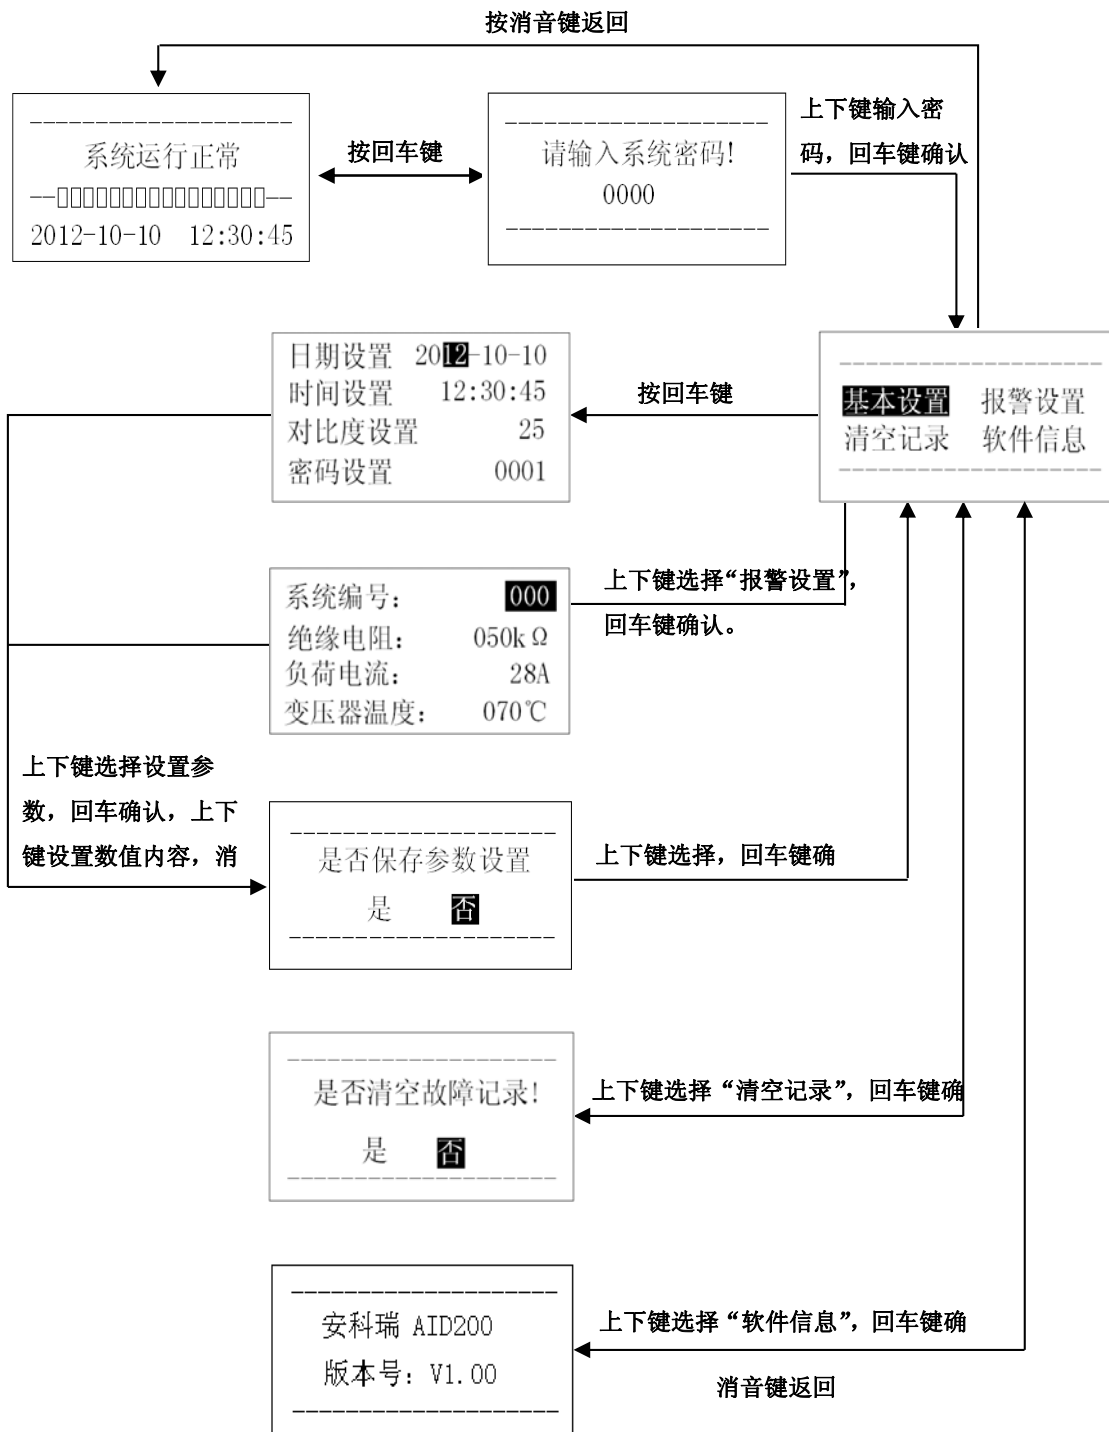 按消音键返回
系统运行正常
2012-10-10 12:30:45
按回车键
请输入系统密码!
0000
上下键输入密
码，回车键确认
日期设置 2012-10-10
时间设置 12:30:45
对比度设置 25
密码设置 0001
按回车键
基本设置 报警设置
清空记录 软件信息
系统编号： 000
绝缘电阻： 050kΩ
负荷电流： 28A
变压器温度： 070℃
上下键选择“报警设置”，
回车键确认。
上下键选择设置参
数，回车确认，上下
键设置数值内容，消
是否保存参数设置
是 否
上下键选择，回车键确
是否清空故障记录!
是 否
上下键选择“清空记录”，回车键确
安科瑞 AID200
版本号：V1.00
上下键选择“软件信息”，回车键确
消音键返回